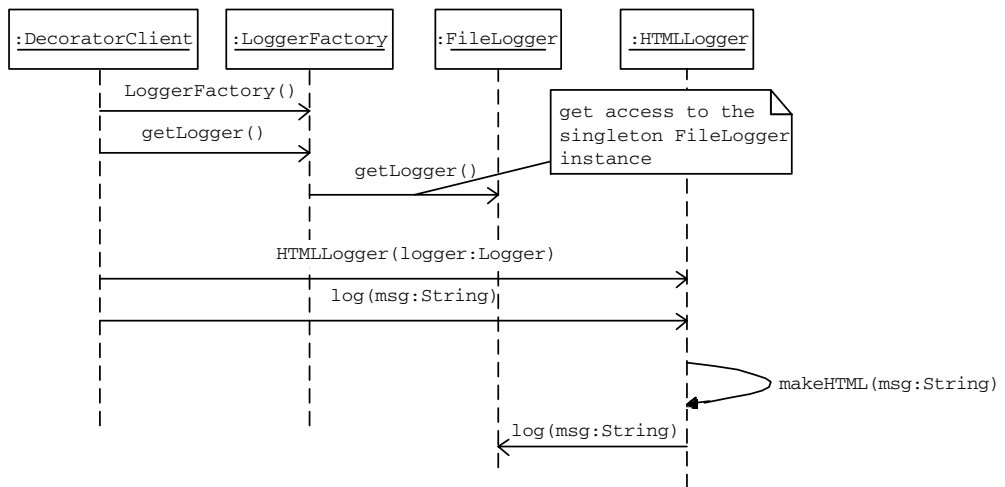 :DecoratorClient
:LoggerFactory
:FileLogger
:HTMLLogger
LoggerFactory()
getLogger()
get access to the
singleton FileLogger
instance
getLogger()
HTMLLogger(logger:Logger)
log(msg:String)
makeHTML(msg:String)
log(msg:String)